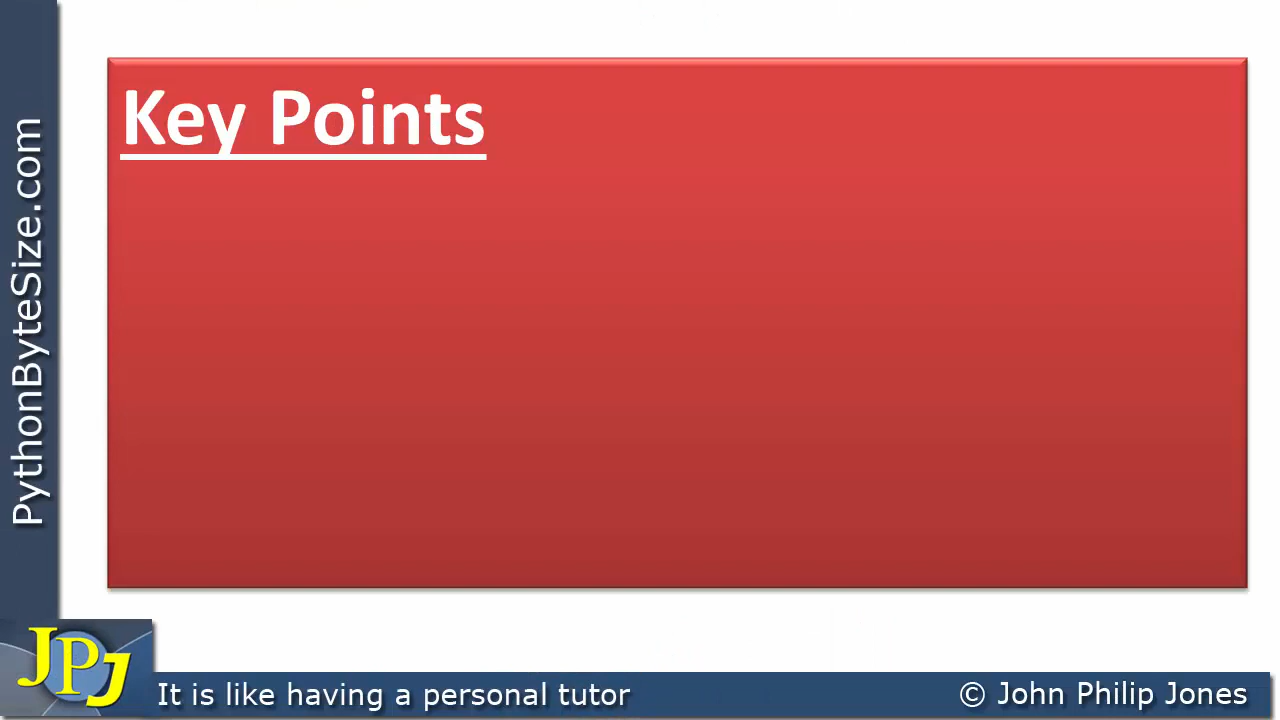 Key Points
PythonByteSize.com
JPJ
It is like having a personal tutor
© John Philip Jones